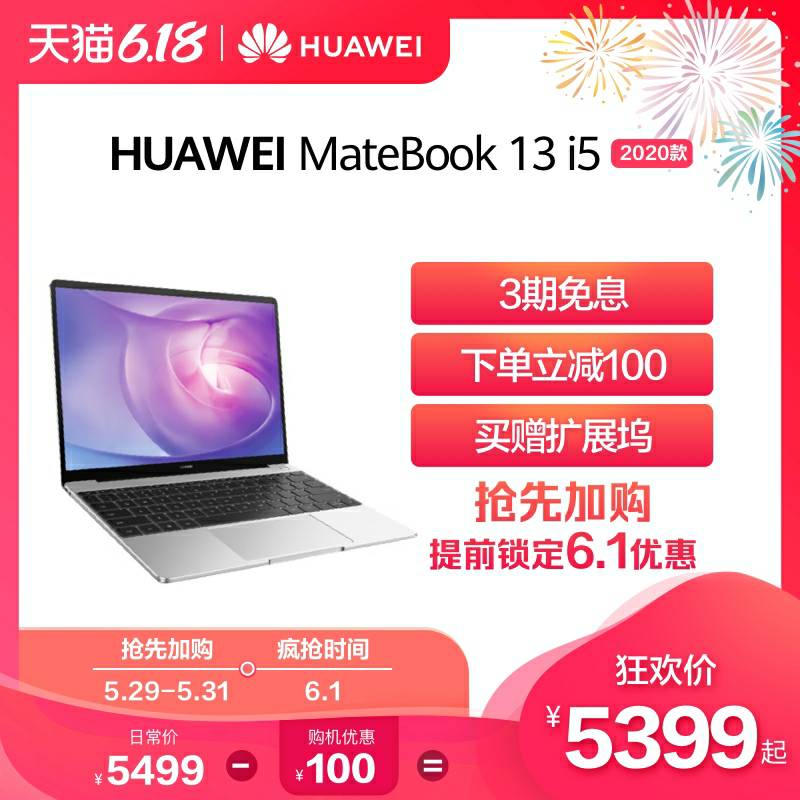 天猫6.18 HUAWEI
HUAWEI MateBook 13 i5 2020款
3期免息
下单立减100
买赠扩展坞
抢先加购
提前锁定6.1优惠
抢先加购 疯抢时间
5.29-5.31 6.1
狂欢价
¥5399起
日常价 购机优惠
¥5499 - ¥100 =